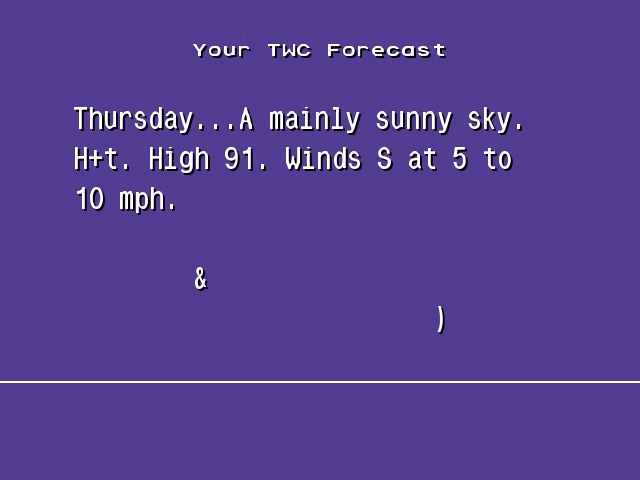 Your TWC Forecast
Thursday...A mainly sunny sky.
H+t. High 91. Winds S at 5 to
10 mph.
&
)